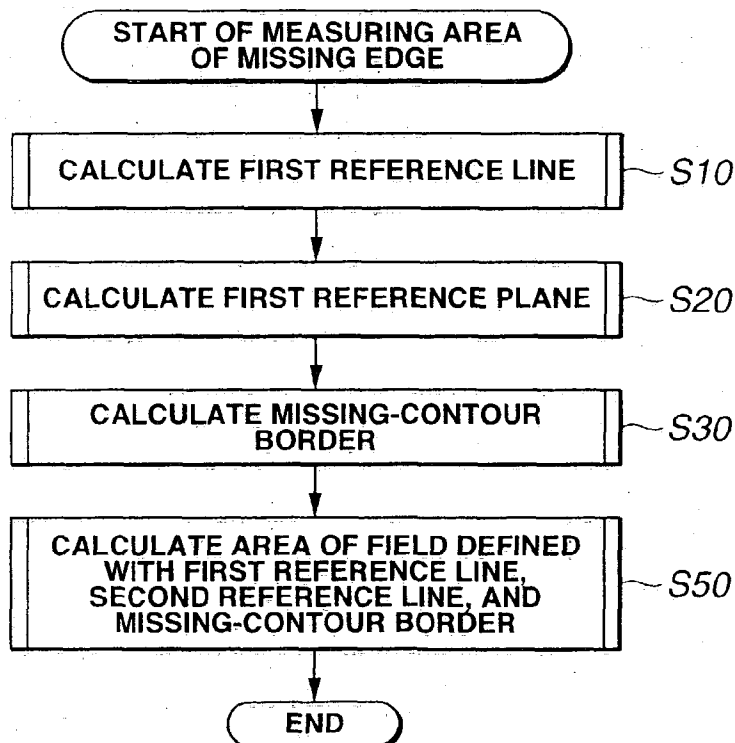 START OF MEASURING AREA
OF MISSING EDGE
CALCULATE FIRST REFERENCE LINE
S10
CALCULATE FIRST REFERENCE PLANE
S20
CALCULATE MISSING-CONTOUR
BORDER
S30
CALCULATE AREA OF FIELD DEFINED
WITH FIRST REFERENCE LINE,
SECOND REFERENCE LINE, AND
MISSING-CONTOUR BORDER
S50
END